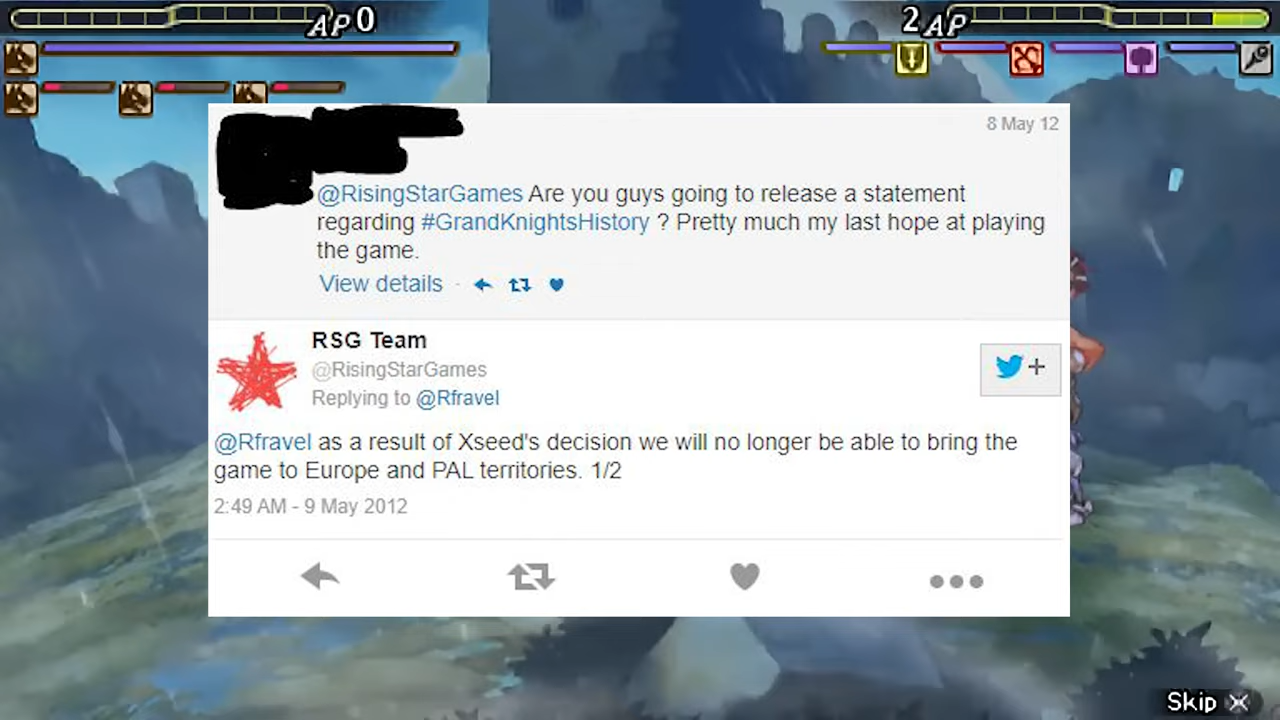 AP 0
2 AP
8 May 12
@RisingStarGames Are you guys going to release a statement
regarding #GrandKnightsHistory ? Pretty much my last hope at playing
the game.
View details ·
RSG Team
@RisingStarGames
Replying to @Rfravel
+
@Rfravel as a result of Xseed's decision we will no longer be able to bring the
game to Europe and PAL territories. 1/2
2:49 AM - 9 May 2012
Skip